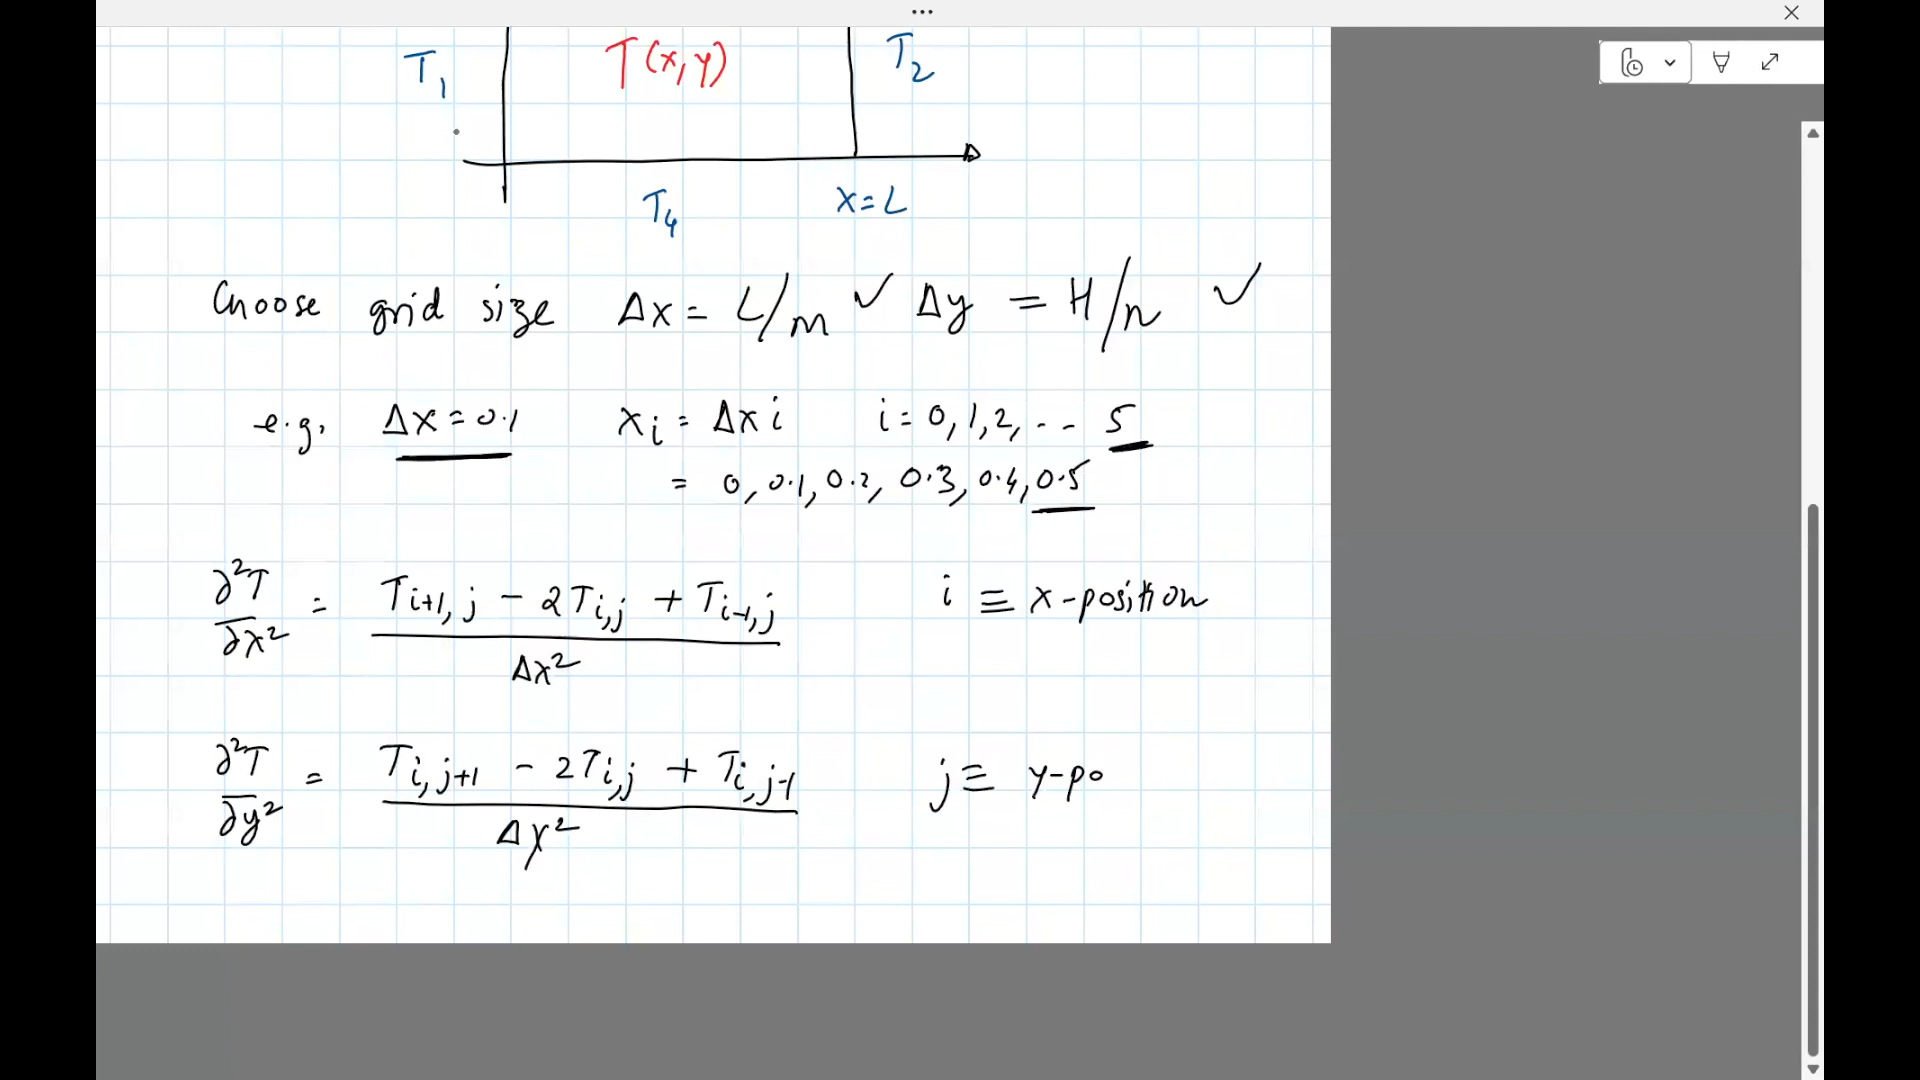 T₁ T(x,y) T₂
T₄ x=L
Choose grid size Δx = L/m ✓ Δy = H/n ✓
e.g. Δx = 0.1 xᵢ = Δx i i = 0, 1, 2, -- 5
= 0, 0.1, 0.2, 0.3, 0.4, 0.5
∂²T/∂x² = (Tᵢ₊₁,ⱼ - 2Tᵢ,ⱼ + Tᵢ₋₁,ⱼ)/Δx² i ≡ x-position
∂²T/∂y² = (Tᵢ,ⱼ₊₁ - 2Tᵢ,ⱼ + Tᵢ,ⱼ₋₁)/Δy² j ≡ y-po